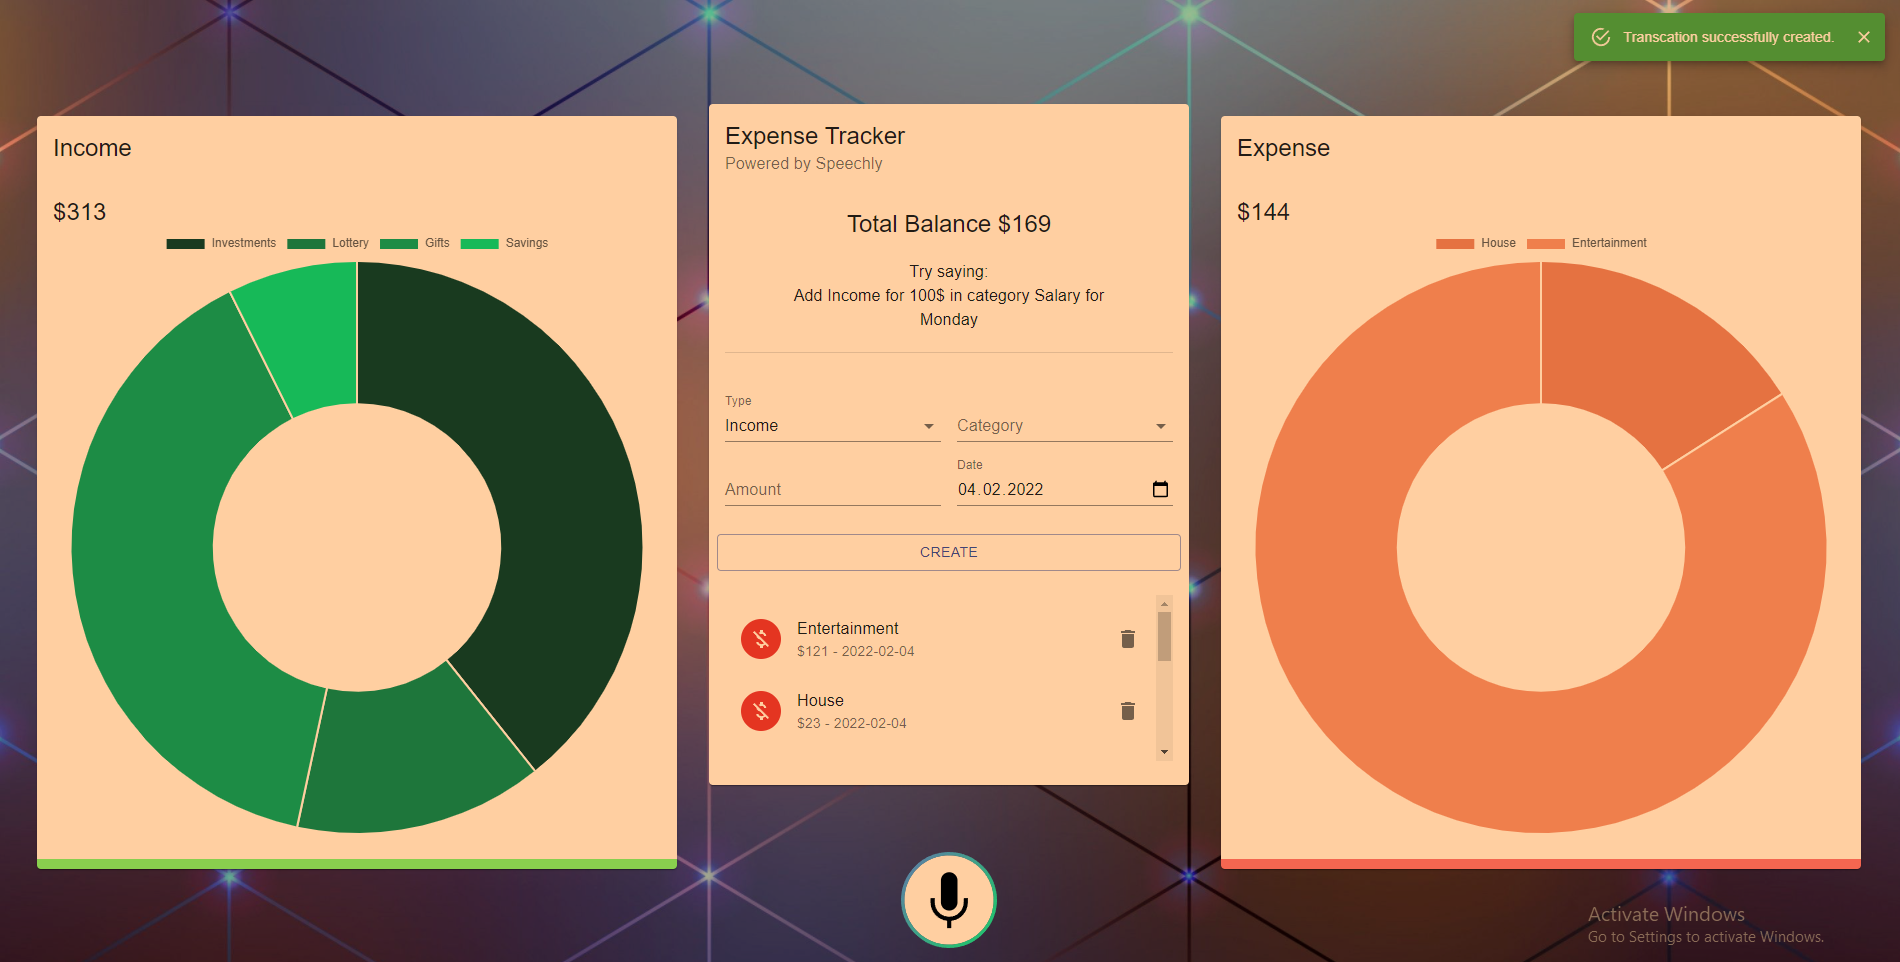 Transcation successfully created.
Income
$313
Investments Lottery Gifts Savings
Expense Tracker
Powered by Speechly
Total Balance $169
Try saying:
Add Income for 100$ in category Salary for
Monday
Type
Income
Category
Amount
Date
04.02.2022
CREATE
Entertainment
$121 - 2022-02-04
House
$23 - 2022-02-04
Expense
$144
House Entertainment
Activate Windows
Go to Settings to activate Windows.